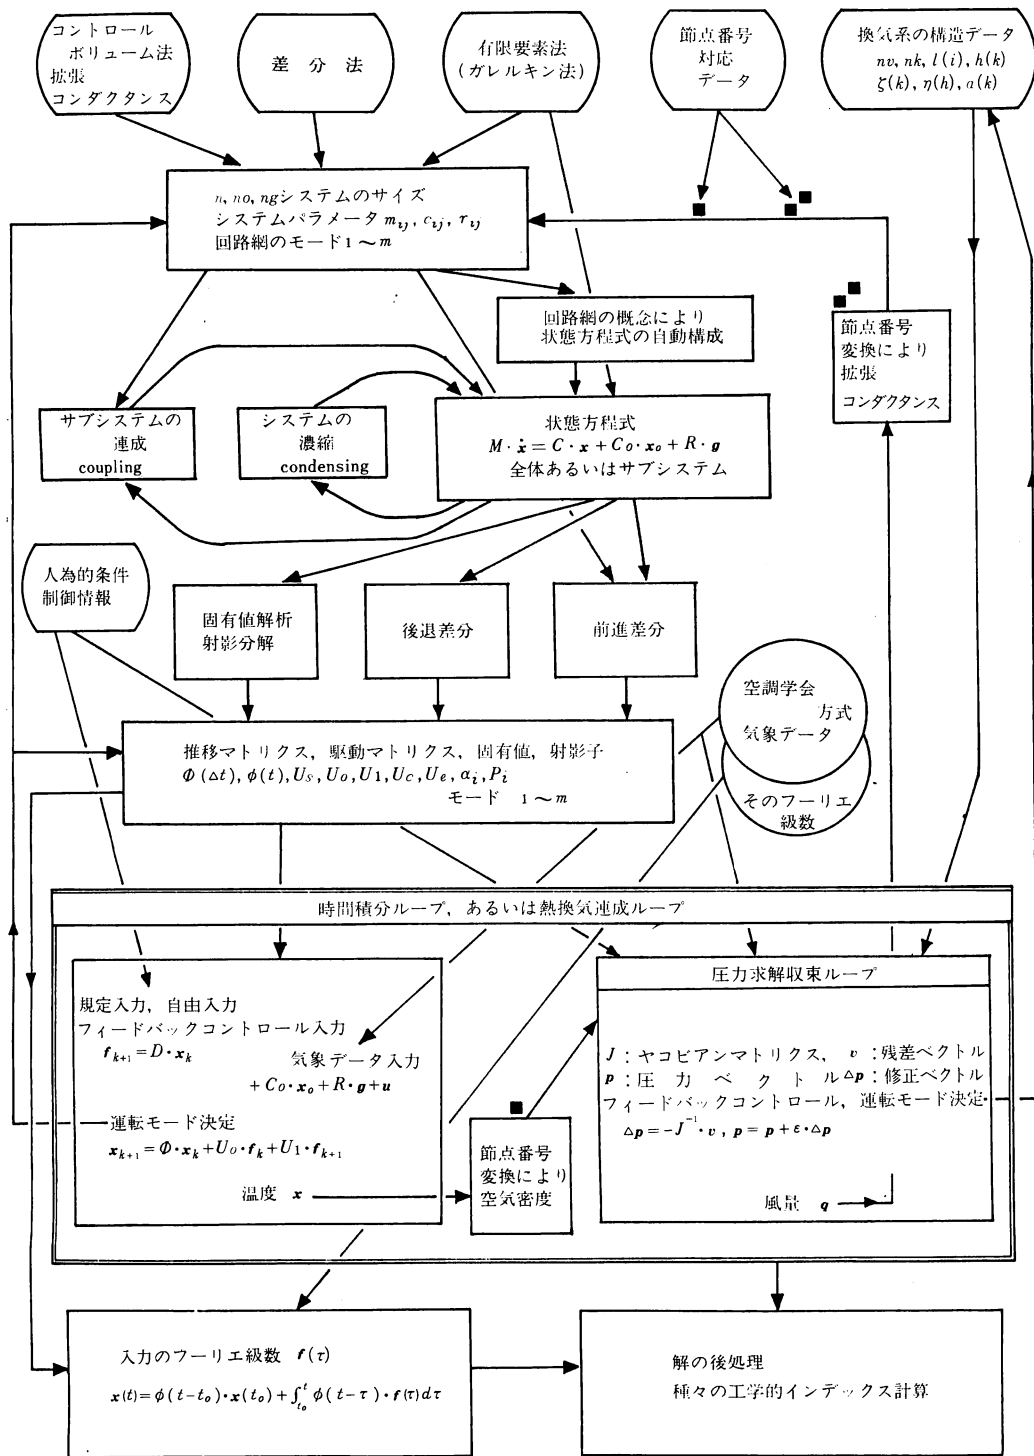 コントロール
ボリューム法
拡張
コンダクタンス
差分法
有限要素法
(ガレルキン法)
節点番号
対応
データ
換気系の構造データ
nv, nk, l(i), h(k)
ζ(k), η(h), a(k)
n, no, ngシステムのサイズ
システムパラメータ m_{ij}, c_{ij}, r_{ij}
回路網のモード1〜m
回路網の概念により
状態方程式の自動構成
節点番号
変換により
拡張
コンダクタンス
サブシステムの
連成
coupling
システムの
濃縮
condensing
状態方程式
M・ẋ=C・x+Co・x_o+R・g
全体あるいはサブシステム
人為的条件
制御情報
固有値解析
射影分解
後退差分
前進差分
空調学会
方式
気象データ
そのフーリエ
級数
推移マトリクス, 駆動マトリクス, 固有値, 射影子
Φ(Δt), φ(t), Us, Uo, U1, Uc, Ue, α_i, P_i
モード 1〜m
時間積分ループ, あるいは熱換気連成ループ
規定入力, 自由入力
フィードバックコントロール入力
f_{k+1}=D・x_k
気象データ入力
+Co・x_o+R・g+u
運転モード決定
x_{k+1}=Φ・x_k+Uo・f_k+U1・f_{k+1}
温度 x
節点番号
変換により
空気密度
圧力求解収束ループ
J:ヤコビアンマトリクス, v:残差ベクトル
p:圧力ベクトル Δp:修正ベクトル
フィードバックコントロール, 運転モード決定
Δp=-J^{-1}・v, p=p+ε・Δp
風量 q
入力のフーリエ級数 f(τ)
x(t)=φ(t-t_o)・x(t_o)+∫_{t_o}^{t}φ(t-τ)・f(τ)dτ
解の後処理
種々の工学的インデックス計算